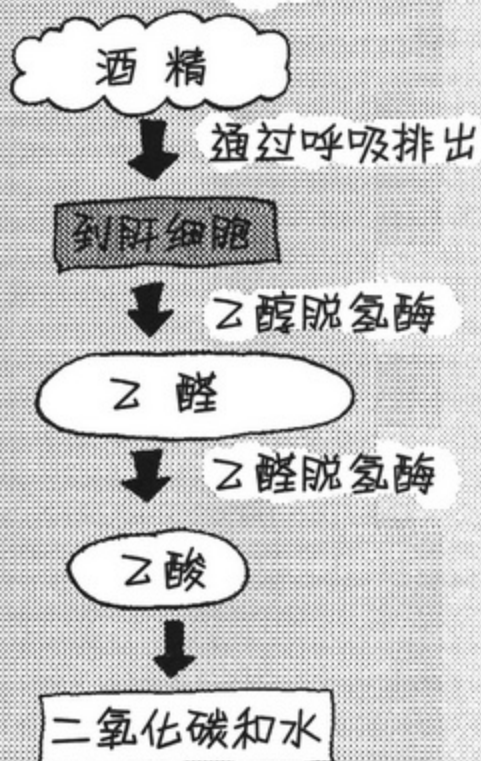 酒精
通过呼吸排出
到肝细胞
乙醇脱氢酶
乙醛
乙醛脱氢酶
乙酸
二氧化碳和水